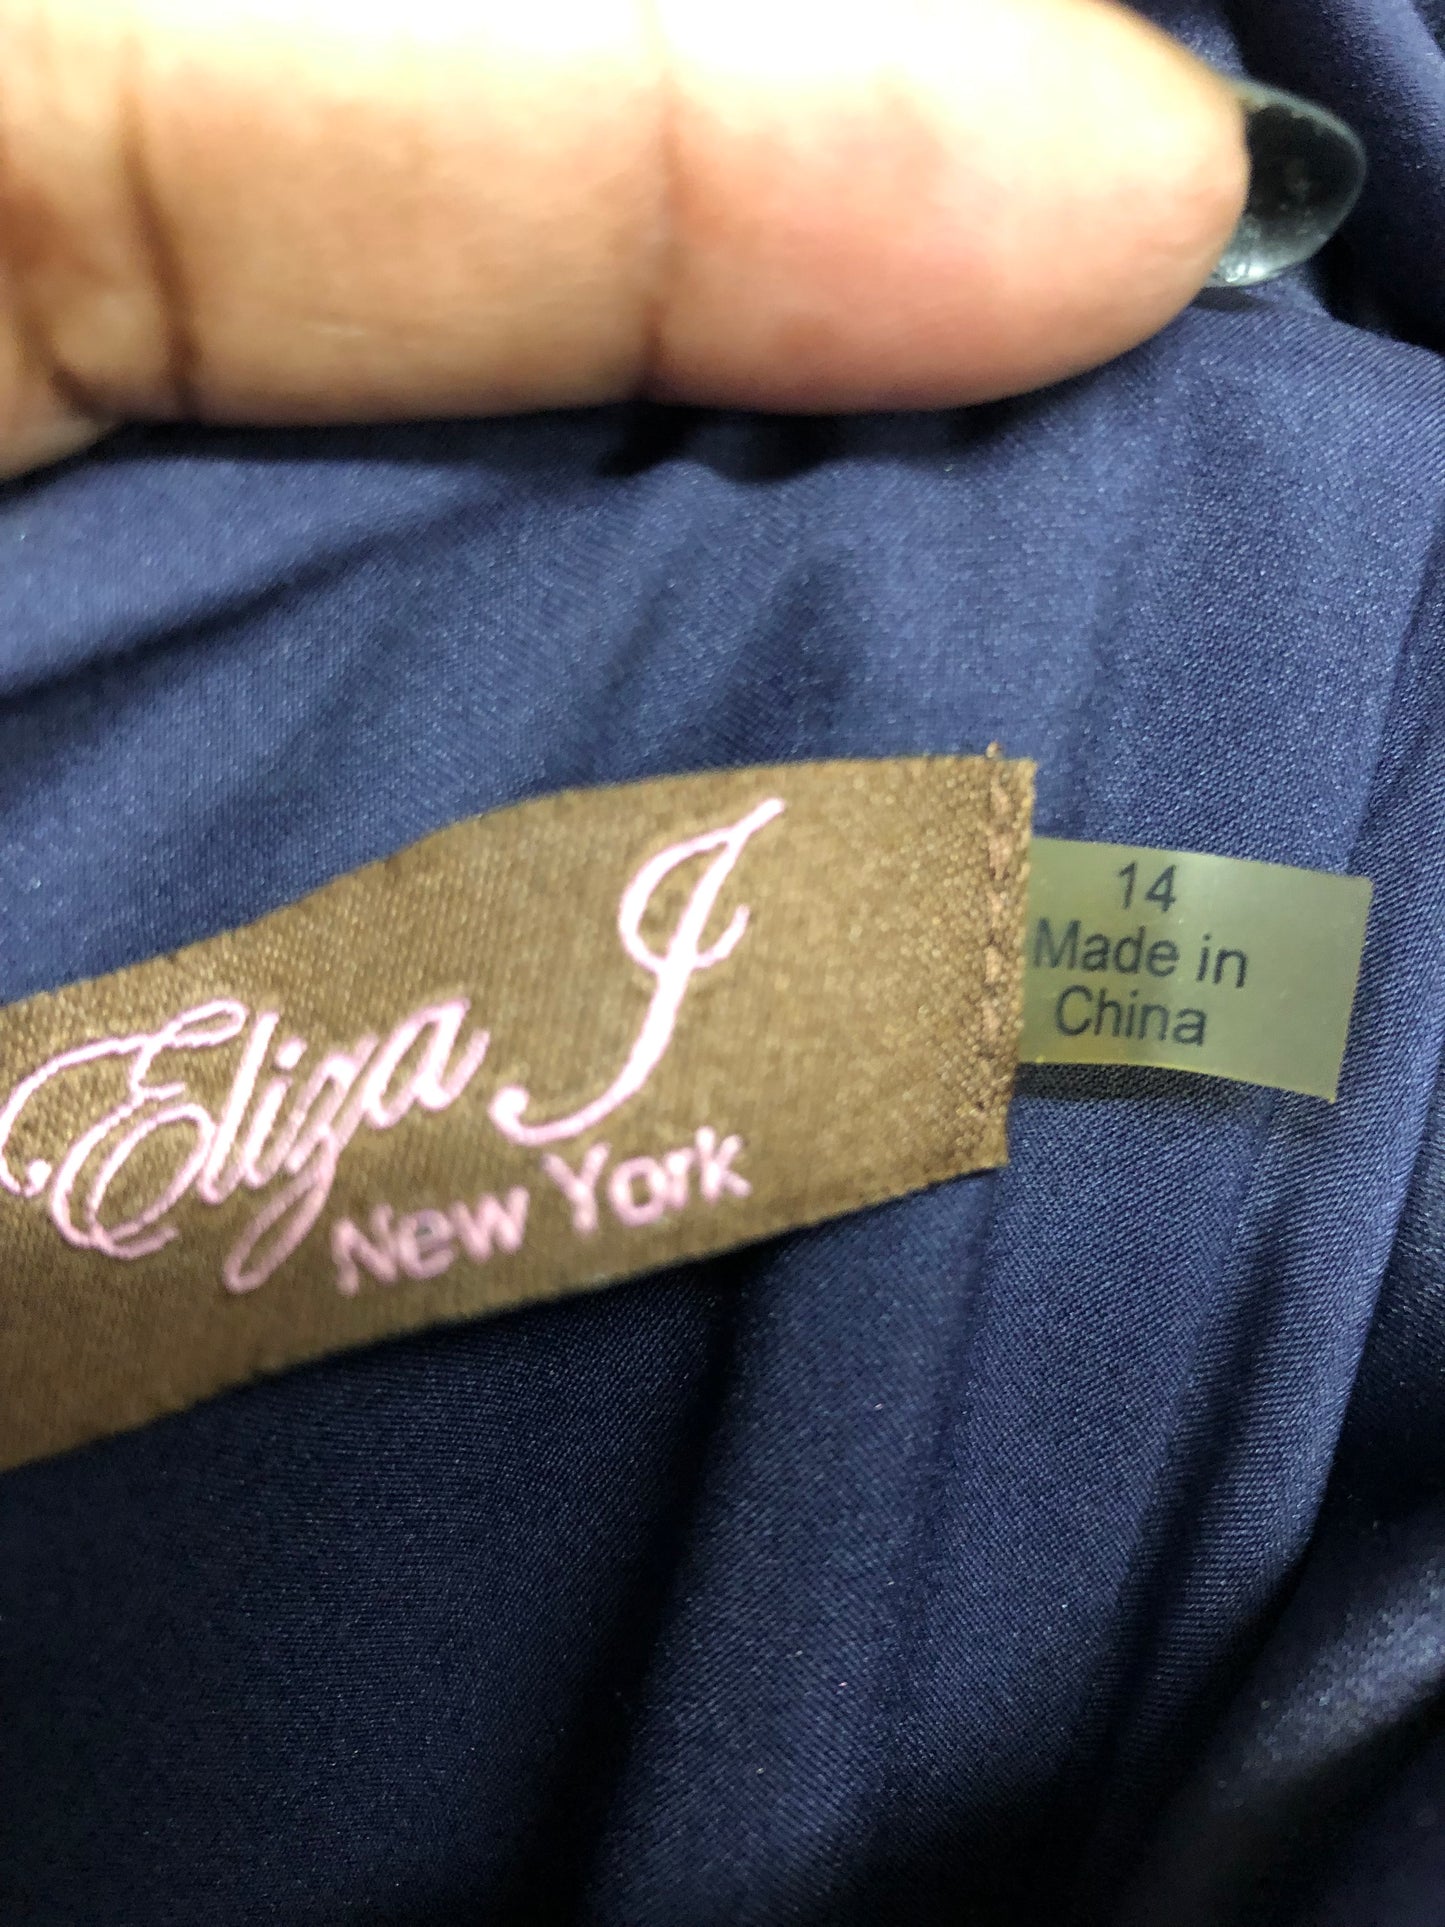 Eliza J
New York
14
Made in
China